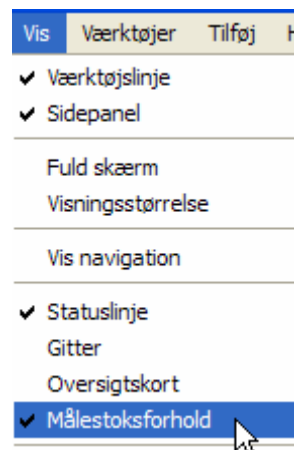 Vis Værktøjer Tilføj H
Værktøjslinje
Sidepanel
Fuld skærm
Visningsstørrelse
Vis navigation
Statuslinje
Gitter
Oversigtskort
Målestoksforhold